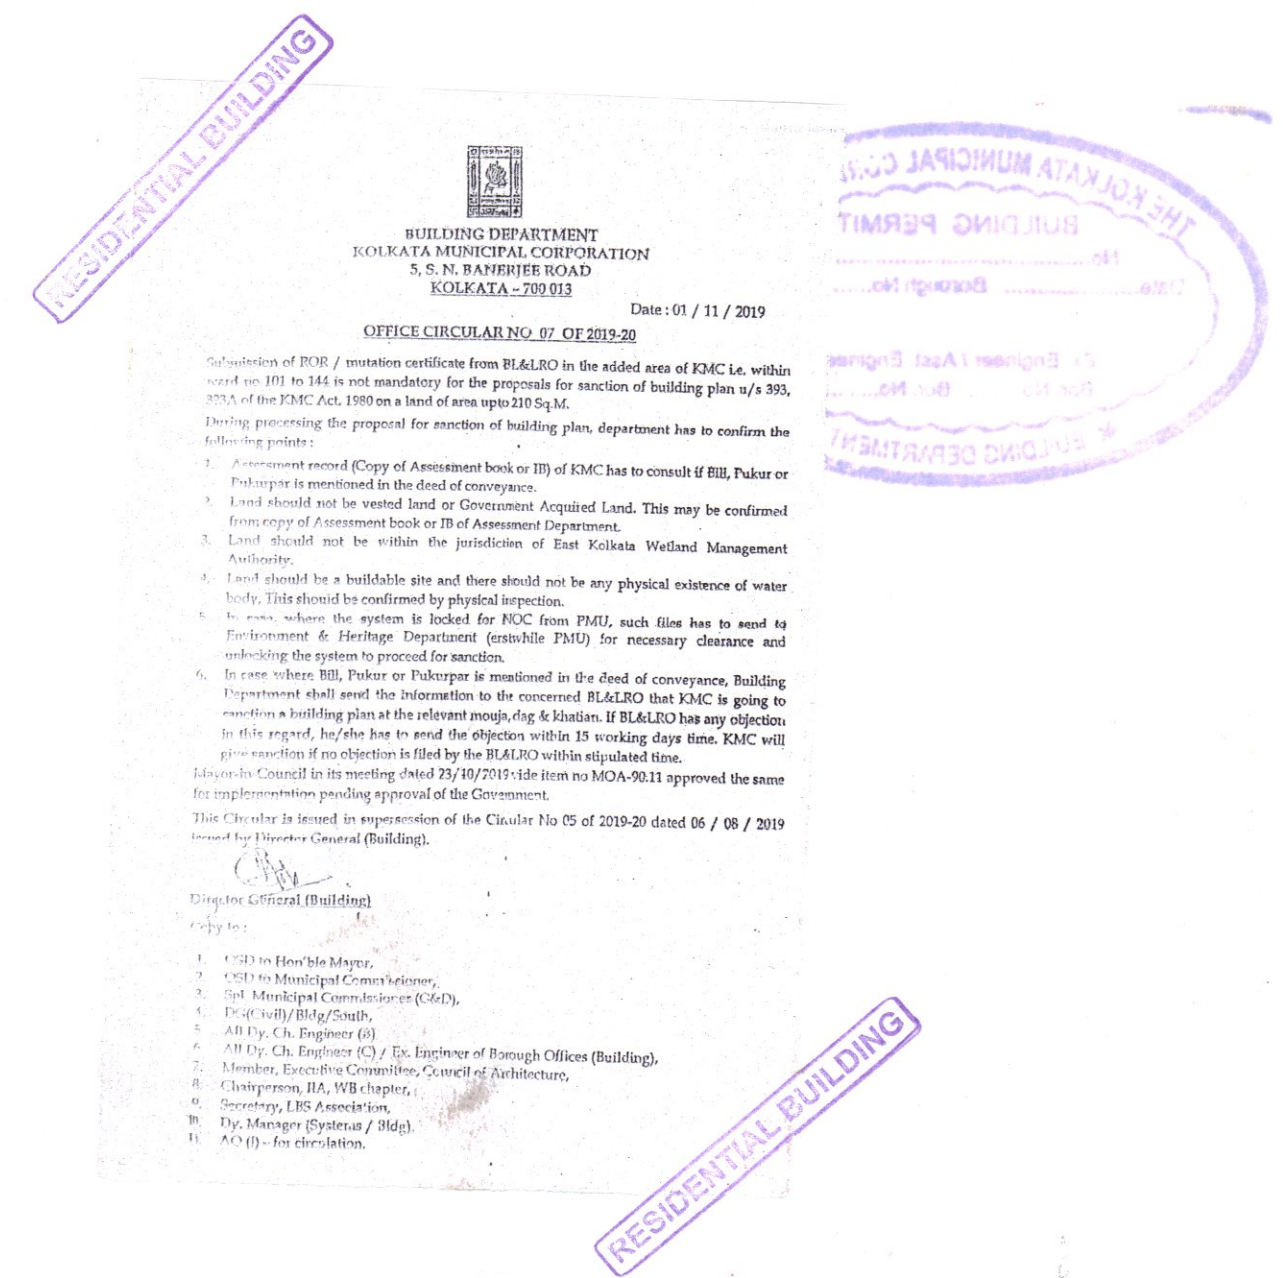 RESIDENTIAL BUILDING
THE KOLKATA MUNICIPAL
BUILDING PERMIT
No
Date Borough No
Ex. Engineer / Asst. Engineer
Bor. No. Bor. No.
★ BUILDING DEPARTMENT
BUILDING DEPARTMENT
KOLKATA MUNICIPAL CORPORATION
5, S. N. BANERJEE ROAD
KOLKATA – 700 013
Date : 01 / 11 / 2019
OFFICE CIRCULAR NO 07 OF 2019-20
Submission of ROR / mutation certificate from BL&LRO in the added area of KMC i.e. within
ward no 101 to 144 is not mandatory for the proposals for sanction of building plan u/s 393,
393A of the KMC Act, 1980 on a land of area upto 210 Sq.M.
During processing the proposal for sanction of building plan, department has to confirm the
following points :
1. Assessment record (Copy of Assessment book or IB) of KMC has to consult if Bill, Pukur or
Pukurpar is mentioned in the deed of conveyance.
2. Land should not be vested land or Government Acquired Land. This may be confirmed
from copy of Assessment book or IB of Assessment Department.
3. Land should not be within the jurisdiction of East Kolkata Wetland Management
Authority.
4. Land should be a buildable site and there should not be any physical existence of water
body. This should be confirmed by physical inspection.
5. In case, where the system is locked for NOC from PMU, such files has to send to
Environment & Heritage Department (erstwhile PMU) for necessary clearance and
unlocking the system to proceed for sanction.
6. In case where Bill, Pukur or Pukurpar is mentioned in the deed of conveyance, Building
Department shall send the information to the concerned BL&LRO that KMC is going to
sanction a building plan at the relevant mouja, dag & khatian. If BL&LRO has any objection
in this regard, he/she has to send the objection within 15 working days time. KMC will
give sanction if no objection is filed by the BL&LRO within stipulated time.
Mayor-in-Council in its meeting dated 23/10/2019 vide item no MOA-90.11 approved the same
for implementation pending approval of the Government.
This Circular is issued in supersession of the Circular No 05 of 2019-20 dated 06 / 08 / 2019
issued by Director General (Building).
Director General (Building)
Copy to :
1. OSD to Hon'ble Mayor,
2. OSD to Municipal Commissioner,
3. Spl. Municipal Commissioner (G&D),
4. DG(Civil)/Bldg/South,
5. All Dy. Ch. Engineer (B)
6. All Dy. Ch. Engineer (C) / Ex. Engineer of Borough Offices (Building),
7. Member, Executive Committee, Council of Architecture,
8. Chairperson, IIA, WB chapter,
9. Secretary, LBS Association,
10. Dy. Manager (Systems / Bldg).
11. AO (I) – for circulation.
RESIDENTIAL BUILDING